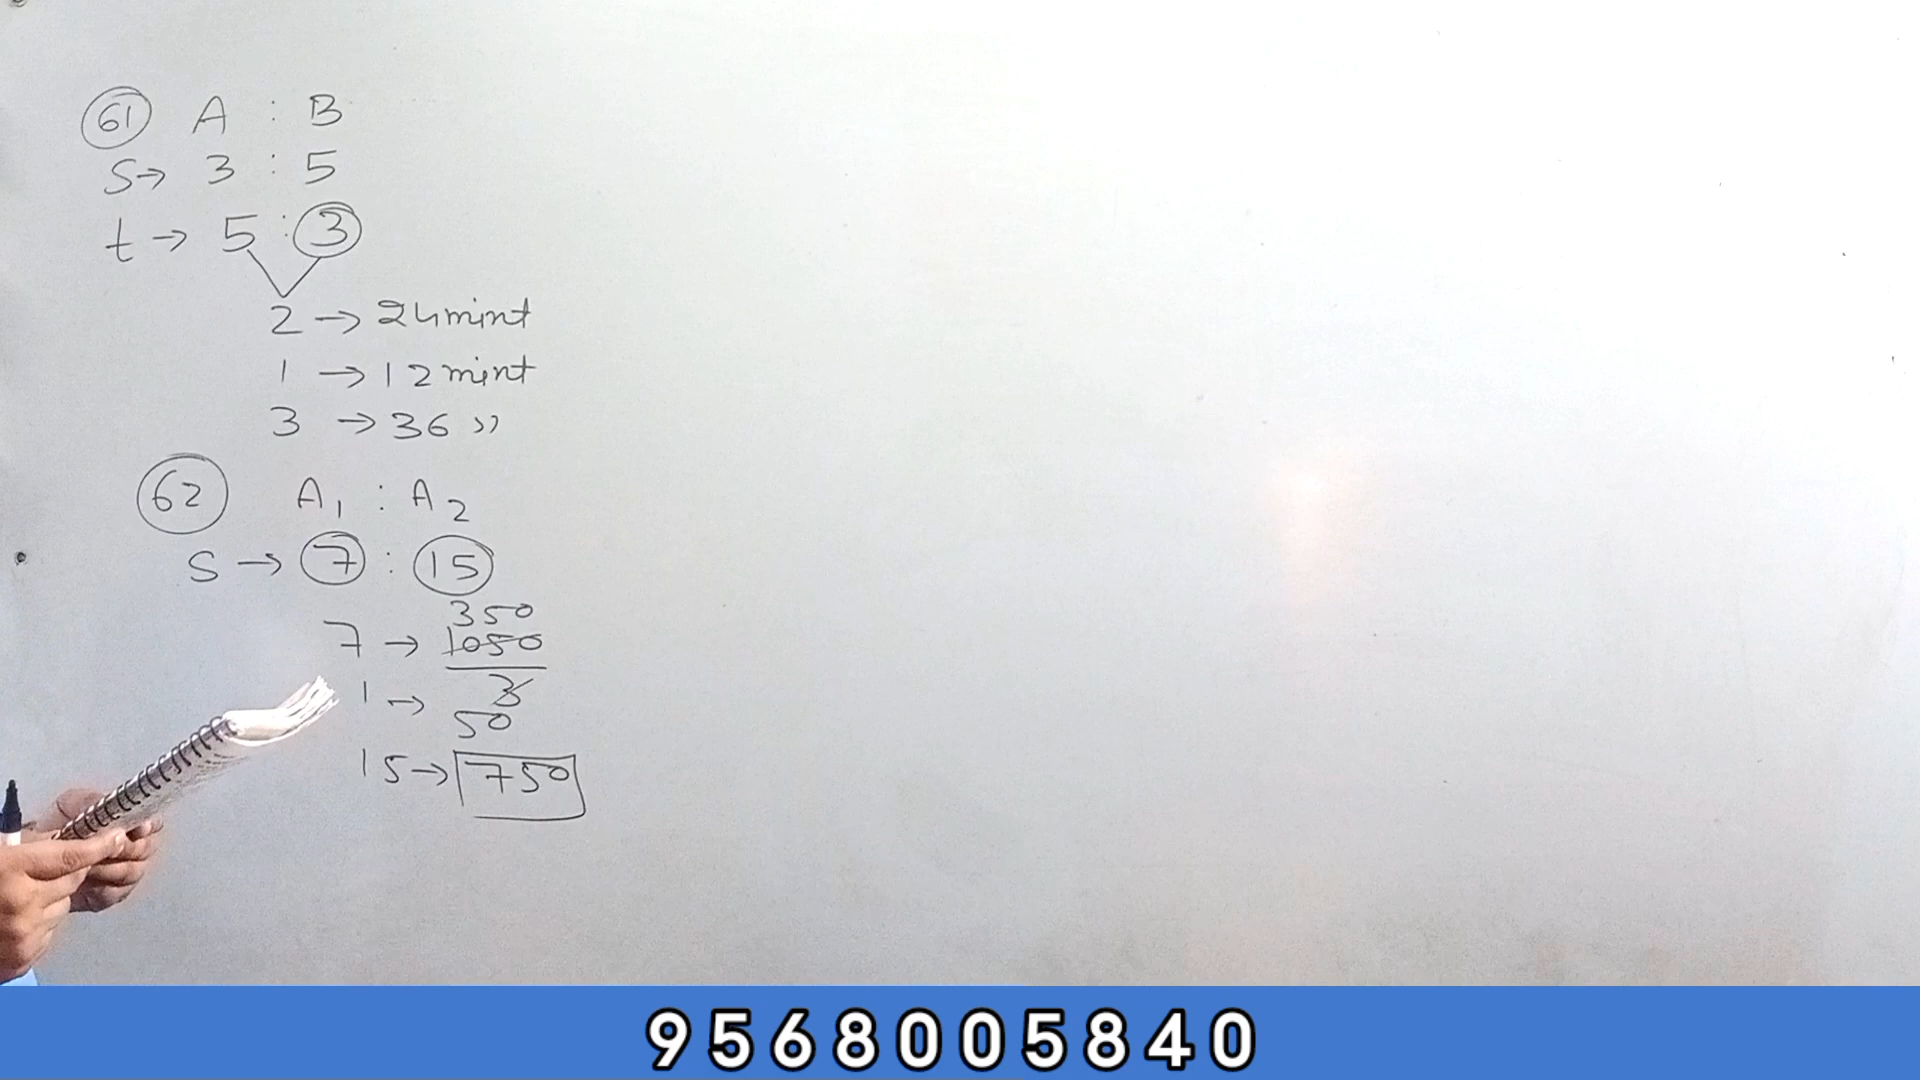 61 A : B
S→ 3 : 5
t → 5 : 3
2 → 24 mint
1 → 12 mint
3 → 36 ,,
62 A1 : A2
S → 7 : 15
350
7 → 1050
1 → 3
50
15 → 750
9568005840